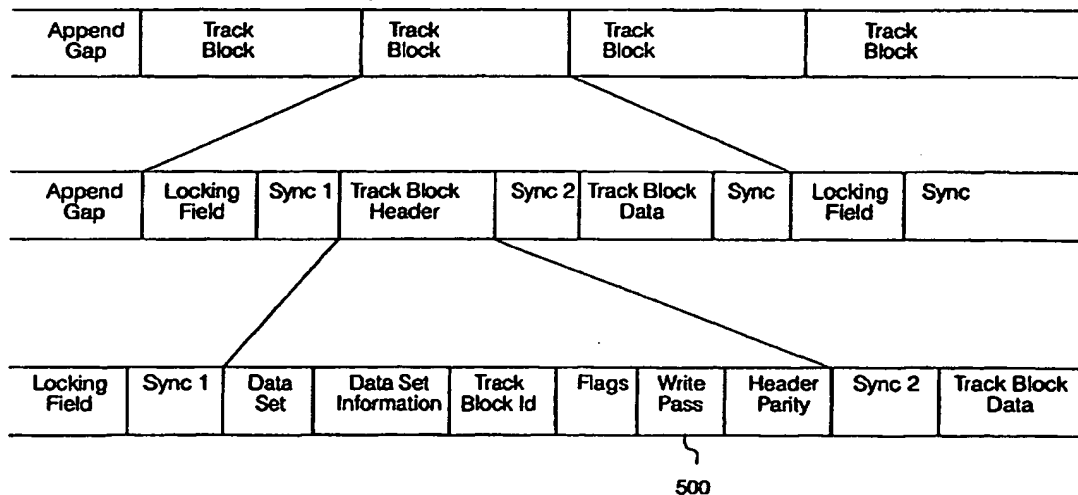 Append Gap Track Block Track Block Track Block Track Block
Append Gap Locking Field Sync 1 Track Block Header Sync 2 Track Block Data Sync Locking Field Sync
Locking Field Sync 1 Data Set Data Set Information Track Block Id Flags Write Pass Header Parity Sync 2 Track Block Data
500